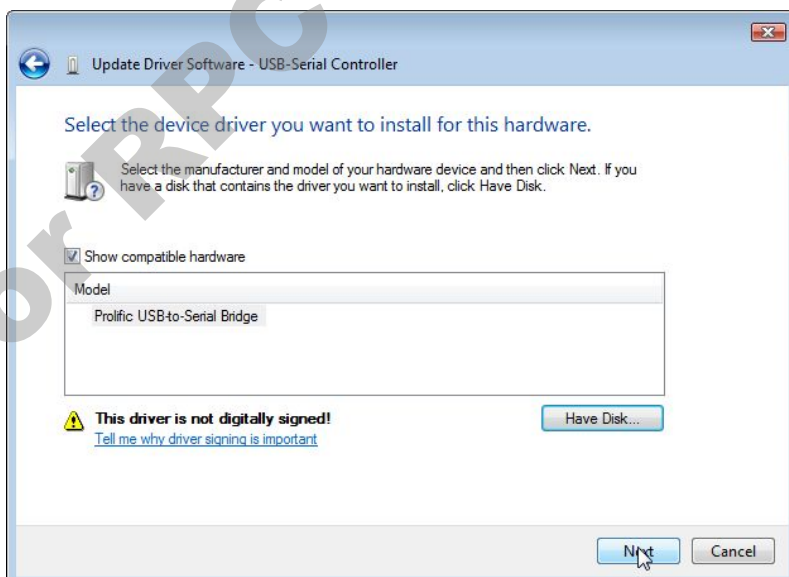 Update Driver Software - USB-Serial Controller
Select the device driver you want to install for this hardware.
Select the manufacturer and model of your hardware device and then click Next. If you
have a disk that contains the driver you want to install, click Have Disk.
Show compatible hardware
Model
Prolific USB-to-Serial Bridge
This driver is not digitally signed!
Have Disk...
Tell me why driver signing is important
Next
Cancel
or RPC